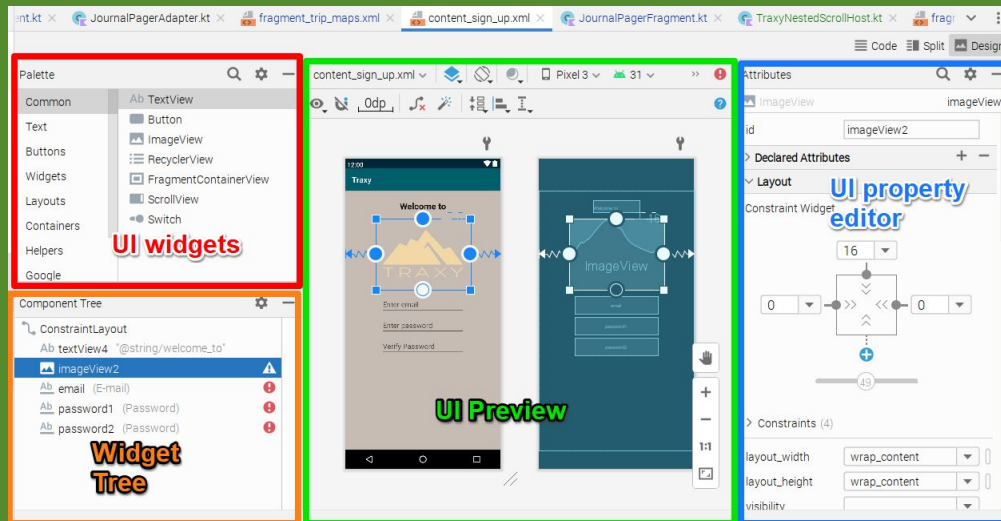 ent.kt
JournalPagerAdapter.kt
fragment_trip_maps.xml
content_sign_up.xml
JournalPagerFragment.kt
TraxyNestedScrollHost.kt
fragr
Code
Split
Design
Palette
Common
Text
Buttons
Widgets
Layouts
Containers
Helpers
Google
Ab TextView
Button
ImageView
RecyclerView
FragmentContainerView
ScrollView
Switch
UI widgets
Component Tree
ConstraintLayout
Ab textView4 "@string/welcome_to"
imageView2
Ab email (E-mail)
Ab password1 (Password)
Ab password2 (Password)
Widget
Tree
content_sign_up.xml
Pixel 3
31
0dp
12:00
Traxy
Welcome to
TRAXY
Enter email
Enter password
Verify Password
ImageView
email
password1
password2
1:1
UI Preview
Attributes
ImageView
imageView
id
imageView2
Declared Attributes
Layout
UI property
editor
Constraint Widget
16
0
0
49
Constraints (4)
layout_width
wrap_content
layout_height
wrap_content
visibility